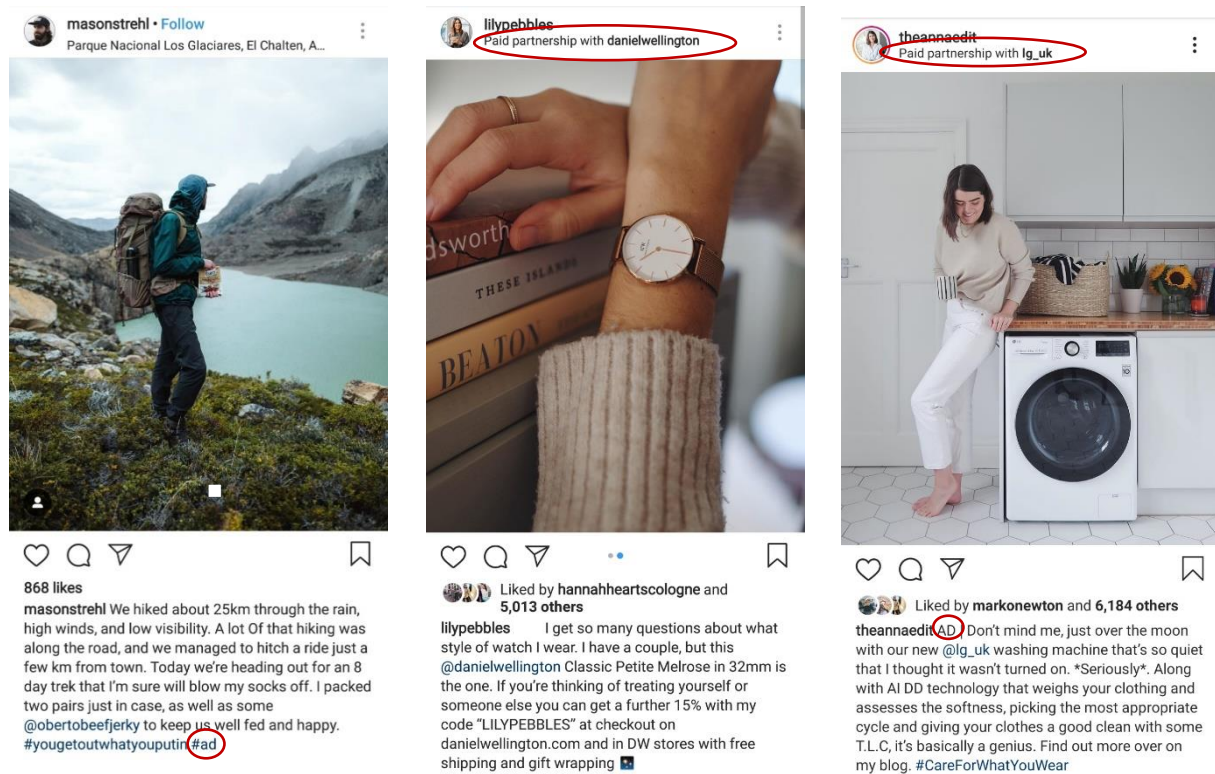 masonstrehl • Follow
Parque Nacional Los Glaciares, El Chalten, A...
868 likes
masonstrehl We hiked about 25km through the rain,
high winds, and low visibility. A lot Of that hiking was
along the road, and we managed to hitch a ride just a
few km from town. Today we're heading out for an 8
day trek that I'm sure will blow my socks off. I packed
two pairs just in case, as well as some
@obertobeefjerky to keep us well fed and happy.
#yougetoutwhatyouputin #ad
lilypebbles
Paid partnership with danielwellington
dsworth
THESE ISLANDS
BEATON
Liked by hannahheartscologne and
5,013 others
lilypebbles I get so many questions about what
style of watch I wear. I have a couple, but this
@danielwellington Classic Petite Melrose in 32mm is
the one. If you're thinking of treating yourself or
someone else you can get a further 15% with my
code "LILYPEBBLES" at checkout on
danielwellington.com and in DW stores with free
shipping and gift wrapping
theannaedit
Paid partnership with lg_uk
Liked by markonewton and 6,184 others
theannaedit AD | Don't mind me, just over the moon
with our new @lg_uk washing machine that's so quiet
that I thought it wasn't turned on. *Seriously*. Along
with AI DD technology that weighs your clothing and
assesses the softness, picking the most appropriate
cycle and giving your clothes a good clean with some
T.L.C, it's basically a genius. Find out more over on
my blog. #CareForWhatYouWear